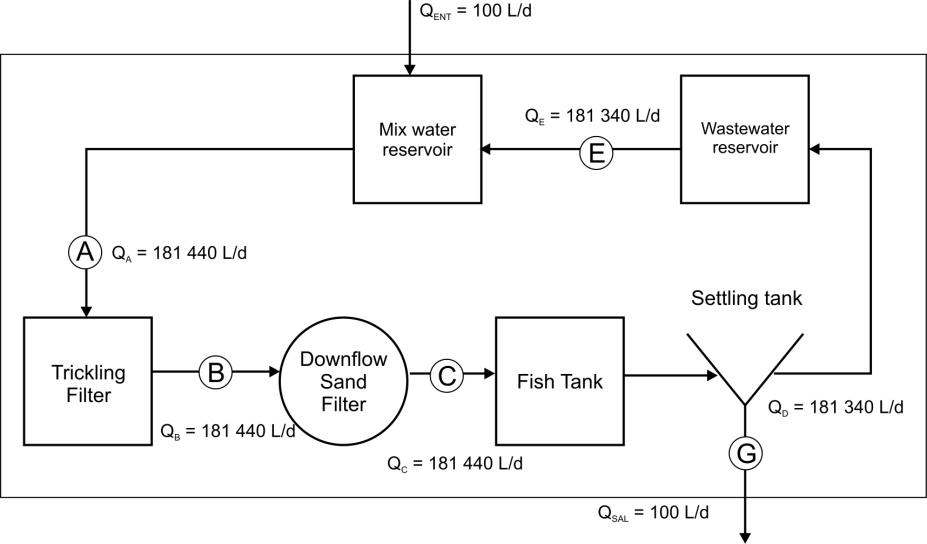 Q_ENT = 100 L/d
Mix water
reservoir
Q_E = 181 340 L/d
E
Wastewater
reservoir
A
Q_A = 181 440 L/d
Settling tank
Trickling
Filter
B
Q_B = 181 440 L/d
Downflow
Sand
Filter
C
Q_C = 181 440 L/d
Fish Tank
Q_D = 181 340 L/d
G
Q_SAL = 100 L/d